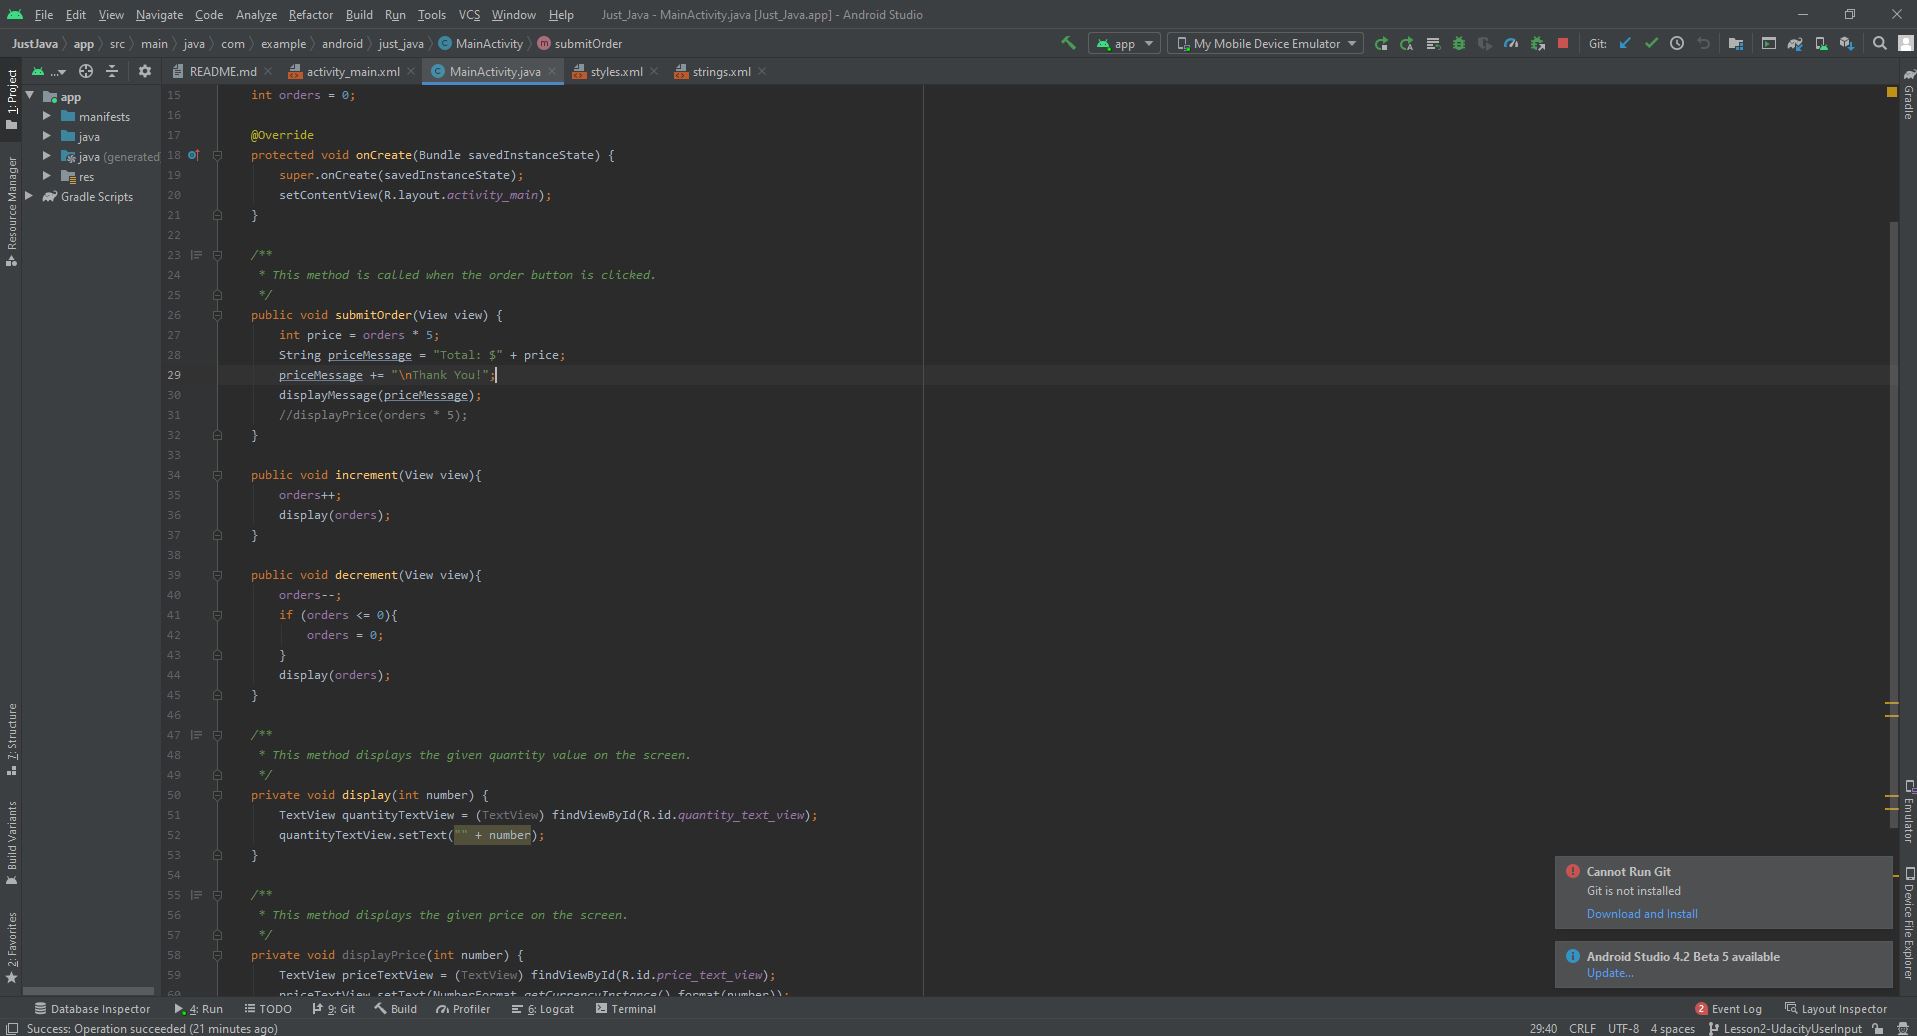 File Edit View Navigate Code Analyze Refactor Build Run Tools VCS Window Help Just_Java - MainActivity.java [Just_Java.app] - Android Studio
JustJava app src main java com example android just_java MainActivity submitOrder app My Mobile Device Emulator Git:
... README.md activity_main.xml MainActivity.java styles.xml strings.xml
1: Project
Resource Manager
7: Structure
Build Variants
2: Favorites
app
manifests
java
java (generated
res
Gradle Scripts
15 int orders = 0;
16
17 @Override
18 protected void onCreate(Bundle savedInstanceState) {
19 super.onCreate(savedInstanceState);
20 setContentView(R.layout.activity_main);
21 }
22
23 /**
24 * This method is called when the order button is clicked.
25 */
26 public void submitOrder(View view) {
27 int price = orders * 5;
28 String priceMessage = "Total: $" + price;
29 priceMessage += "\nThank You!";
30 displayMessage(priceMessage);
31 //displayPrice(orders * 5);
32 }
33
34 public void increment(View view){
35 orders++;
36 display(orders);
37 }
38
39 public void decrement(View view){
40 orders--;
41 if (orders <= 0){
42 orders = 0;
43 }
44 display(orders);
45 }
46
47 /**
48 * This method displays the given quantity value on the screen.
49 */
50 private void display(int number) {
51 TextView quantityTextView = (TextView) findViewById(R.id.quantity_text_view);
52 quantityTextView.setText("" + number);
53 }
54
55 /**
56 * This method displays the given price on the screen.
57 */
58 private void displayPrice(int number) {
59 TextView priceTextView = (TextView) findViewById(R.id.price_text_view);
60 priceTextView.setText(NumberFormat.getCurrencyInstance().format(number));
Gradle
Emulator
Device File Explorer
Cannot Run Git
Git is not installed
Download and Install
Android Studio 4.2 Beta 5 available
Update...
Database Inspector 4: Run TODO 9: Git Build Profiler 6: Logcat Terminal 2 Event Log Layout Inspector
Success: Operation succeeded (21 minutes ago) 29:40 CRLF UTF-8 4 spaces Lesson2-UdacityUserInput